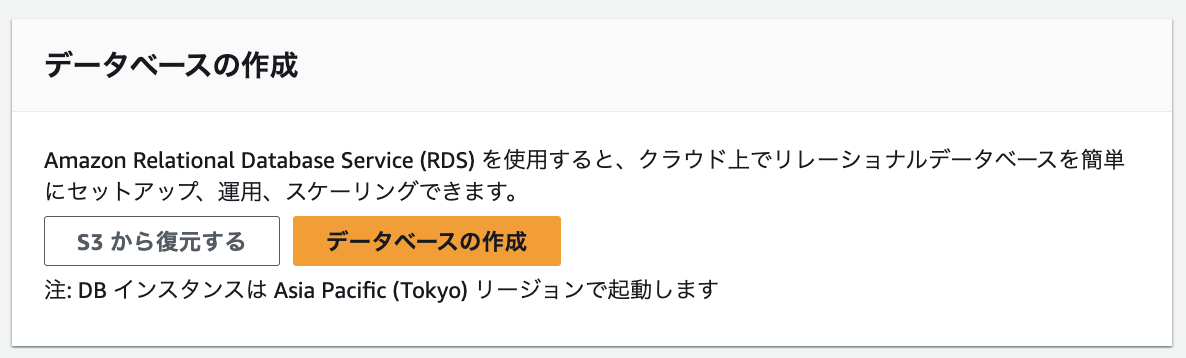 データベースの作成
Amazon Relational Database Service (RDS) を使用すると、クラウド上でリレーショナルデータベースを簡単
にセットアップ、運用、スケーリングできます。
S3 から復元する
データベースの作成
注: DB インスタンスは Asia Pacific (Tokyo) リージョンで起動します